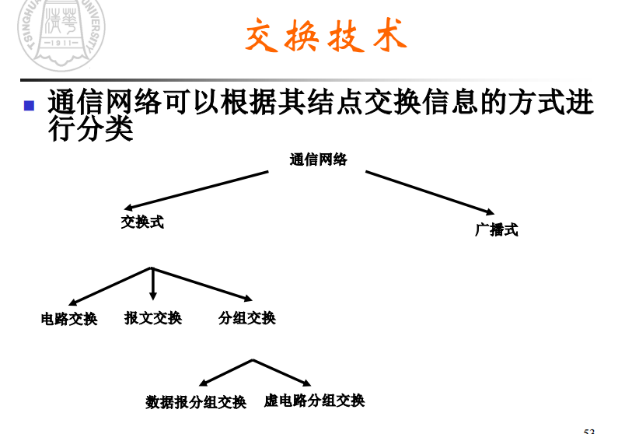 TSINGHUA UNIVERSITY
-1911-
交换技术
通信网络可以根据其结点交换信息的方式进
行分类
通信网络
交换式
广播式
电路交换 报文交换 分组交换
数据报分组交换 虚电路分组交换
53